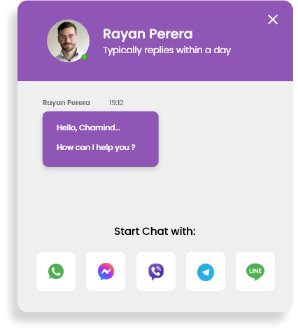 Rayan Perera
Typically replies within a day
Rayan Perera 19:12
Hello, Chamind...
How can I help you ?
Start Chat with:
LINE